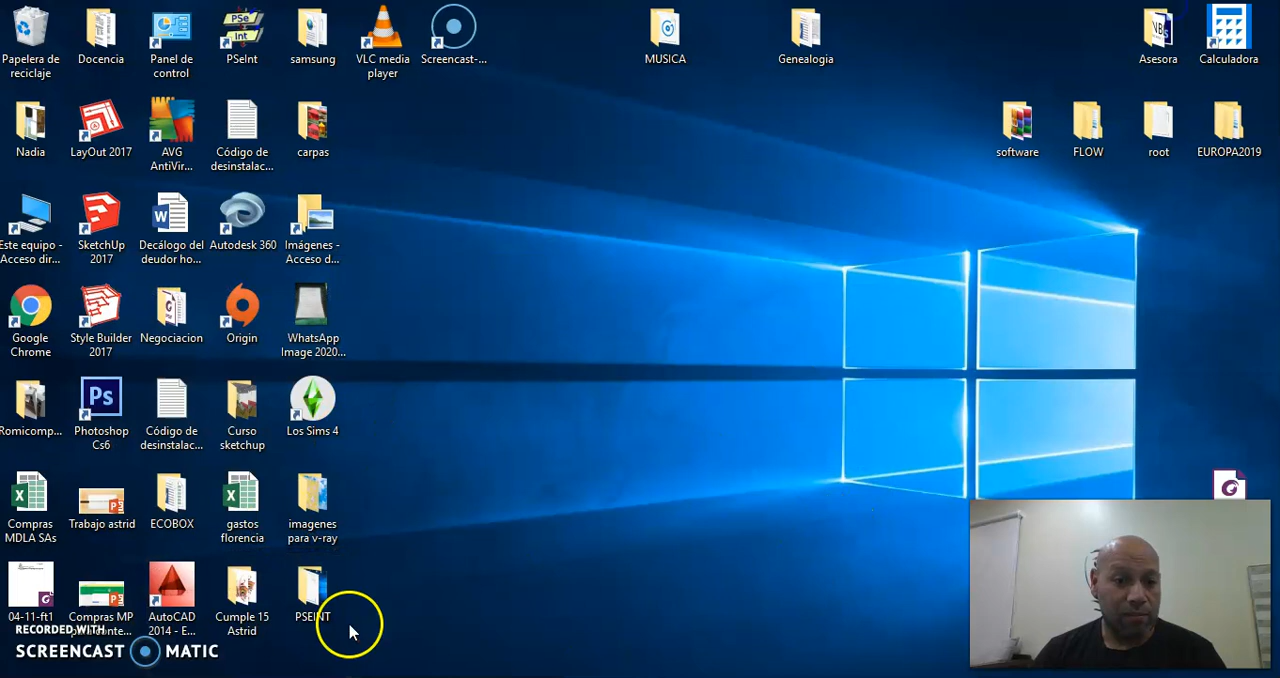 Papelera de
reciclaje
Docencia
Panel de
control
PSe
Int
PSeInt
samsung
VLC media
player
Screencast-...
MUSICA
Genealogia
NBS
Asesora
Calculadora
Nadia
LayOut 2017
AVG
AntiVir...
Código de
desinstalac...
carpas
software
FLOW
root
EUROPA2019
Este equipo -
Acceso dir...
SketchUp
2017
W
Decálogo del
deudor ho...
Autodesk 360
Imágenes -
Acceso d...
Google
Chrome
Style Builder
2017
Negociacion
Origin
WhatsApp
Image 2020...
Romicomp...
Ps
Photoshop
Cs6
Código de
desinstalac...
Curso
sketchup
Los Sims 4
X
Compras
MDLA SAs
Trabajo astrid
ECOBOX
X
gastos
florencia
imagenes
para v-ray
04-11-ft1
Compras MP
AutoCAD
2014 - E...
Cumple 15
Astrid
PSEINT
RECORDED WITH
SCREENCAST MATIC